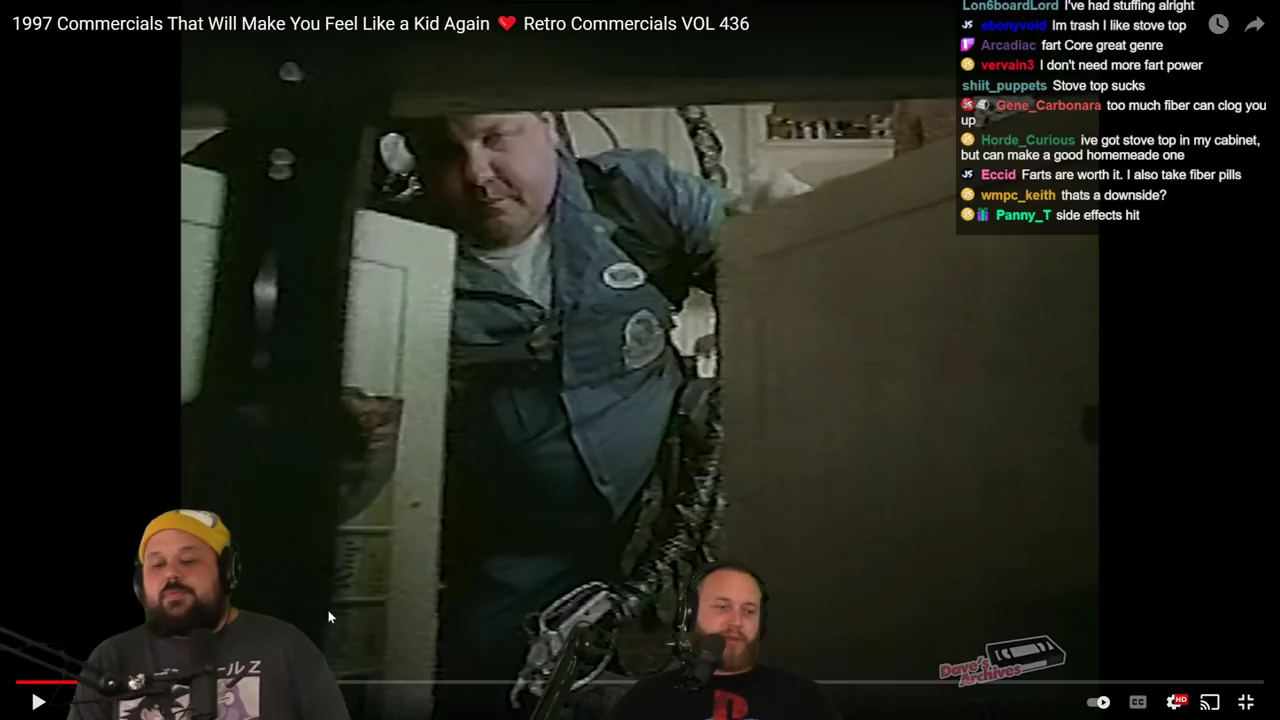 1997 Commercials That Will Make You Feel Like a Kid Again ❤️ Retro Commercials VOL 436
Lon6boardLord I've had stuffing alright
ebonyvoid Im trash I like stove top
Arcadiac fart Core great genre
vervain3 I don't need more fart power
shiit_puppets Stove top sucks
Gene_Carbonara too much fiber can clog you
up
Horde_Curious ive got stove top in my cabinet,
but can make a good homemeade one
Eccid Farts are worth it. I also take fiber pills
wmpc_keith thats a downside?
Panny_T side effects hit
Dave's
Archives
CC
HD